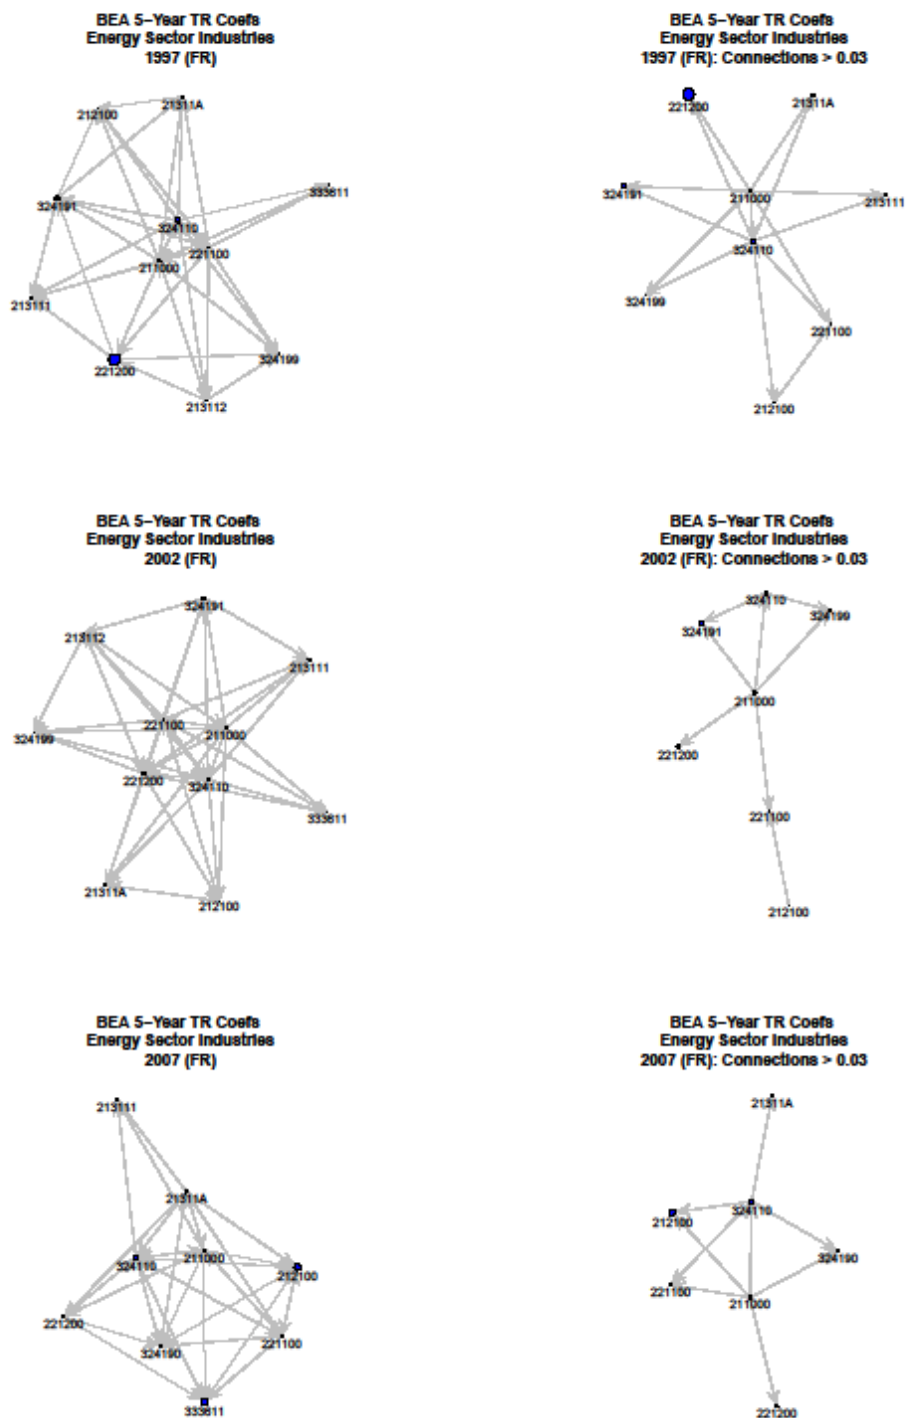 BEA 5–Year TR Coefs
Energy Sector Industries
1997 (FR)
212100
21311A
324191
333611
324110
221100
211000
213111
221200
324199
213112
BEA 5–Year TR Coefs
Energy Sector Industries
1997 (FR): Connections > 0.03
221200
21311A
324191
211000
213111
324110
324199
221100
212100
BEA 5–Year TR Coefs
Energy Sector Industries
2002 (FR)
324191
213112
213111
221100
211000
324199
221200
324110
333611
21311A
212100
BEA 5–Year TR Coefs
Energy Sector Industries
2002 (FR): Connections > 0.03
324110
324199
324191
211000
221200
221100
212100
BEA 5–Year TR Coefs
Energy Sector Industries
2007 (FR)
213111
21311A
211000
324110
212100
221200
221100
324190
333611
BEA 5–Year TR Coefs
Energy Sector Industries
2007 (FR): Connections > 0.03
21311A
324110
212100
324190
221100
211000
221200